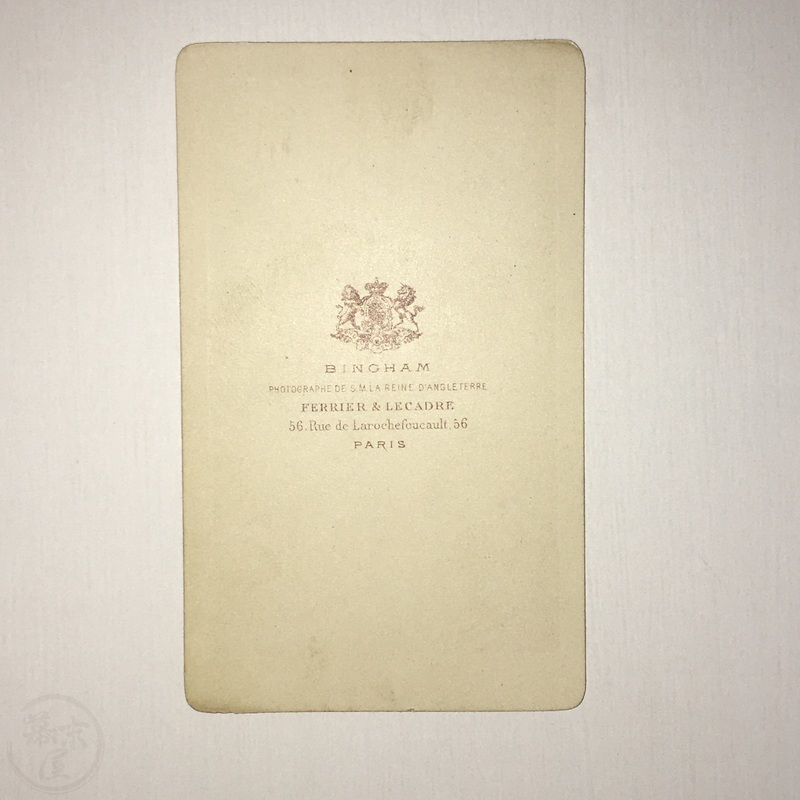 BINGHAM
PHOTOGRAPHE DE S.M. LA REINE D'ANGLETERRE
FERRIER & LECADRE
56, Rue de Larochefoucault, 56
PARIS